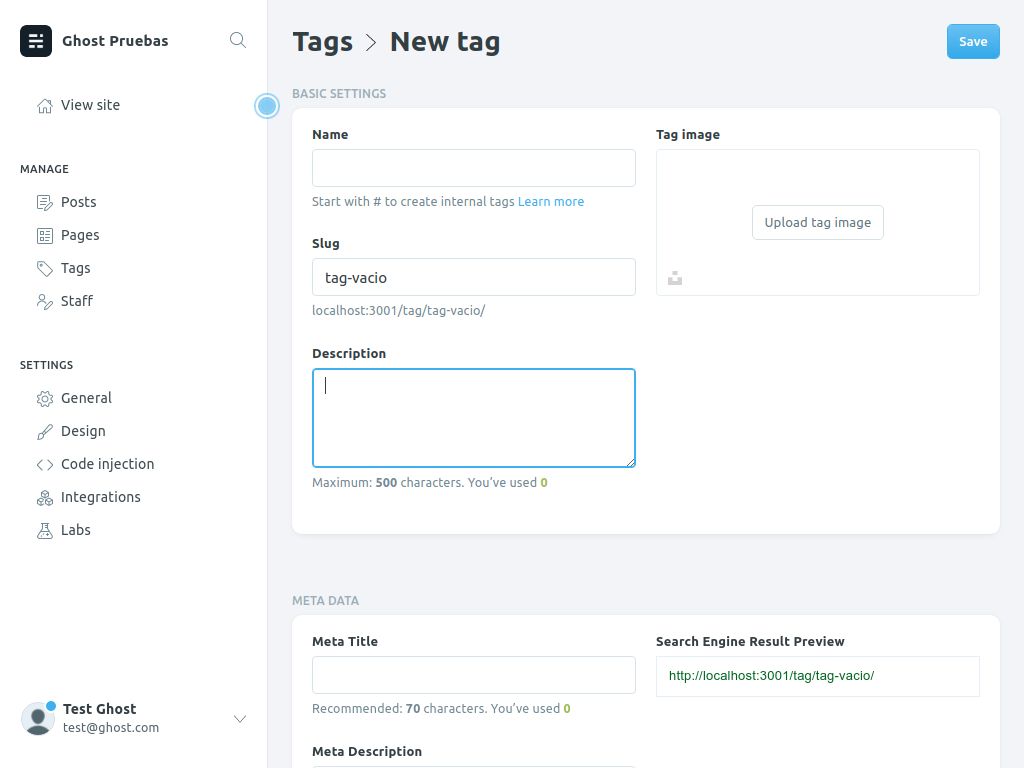 Ghost Pruebas
View site
MANAGE
Posts
Pages
Tags
Staff
SETTINGS
General
Design
Code injection
Integrations
Labs
Test Ghost
test@ghost.com
Tags > New tag
Save
BASIC SETTINGS
Name
Start with # to create internal tags Learn more
Slug
tag-vacio
localhost:3001/tag/tag-vacio/
Description
Maximum: 500 characters. You’ve used 0
Tag image
Upload tag image
META DATA
Meta Title
Recommended: 70 characters. You’ve used 0
Meta Description
Search Engine Result Preview
http://localhost:3001/tag/tag-vacio/